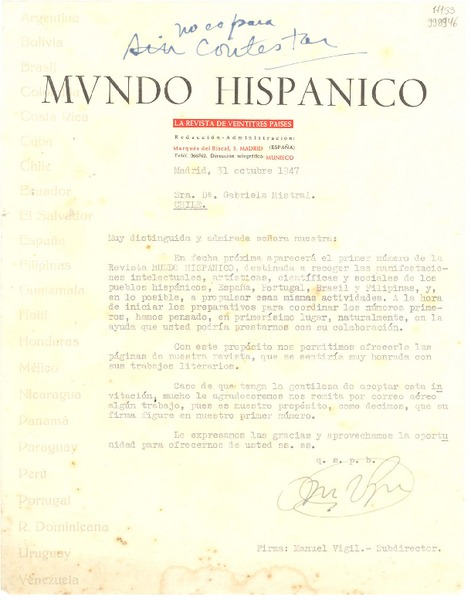 no es para
Sin contestar
MS3
990946
MVNDO HISPANICO
LA REVISTA DE VEINTITRES PAISES
Redacción-Administración:
Marqués del Riscal, 3. MADRID (ESPAÑA)
Dirección telegráfica: MUNISCO
Madrid, 31 octubre 1947
Sra. Dª. Gabriela Mistral.
CHILE.
Muy distinguida y admirada señora nuestra:
En fecha próxima aparecerá el primer número de la
Revista MUNDO HISPANICO, destinada a recoger las manifestacio-
nes intelectuales, artísticas, científicas y sociales de los
pueblos hispánicos, España, Portugal, Brasil y Filipinas, y,
en lo posible, a propulsar esas mismas actividades. A la hora
de iniciar los preparativos para coordinar los números prime-
ros, hemos pensado, en primerísimo lugar, naturalmente, en la
ayuda que usted podría prestarnos con su colaboración.
Con este propósito nos permitimos ofrecerle las
páginas de nuestra revista, que se sentiría muy honrada con
sus trabajos literarios.
Caso de que tenga la gentileza de aceptar esta in
vitación, mucho le agradeceremos nos remita por correo aéreo
algún trabajo, pues es nuestro propósito, como decimos, que su
firma figure en nuestro primer número.
Le expresamos las gracias y aprovechamos la oportu
nidad para ofrecernos de usted ss. ss.
q. e. p. b.
Firma: Manuel Vigil.- Subdirector.
Argentina
Bolivia
Brasil
Colombia
Costa Rica
Cuba
Chile
Ecuador
El Salvador
España
Filipinas
Guatemala
Haití
Honduras
Méjico
Nicaragua
Panamá
Paraguay
Perú
Portugal
R. Dominicana
Uruguay
Venezuela